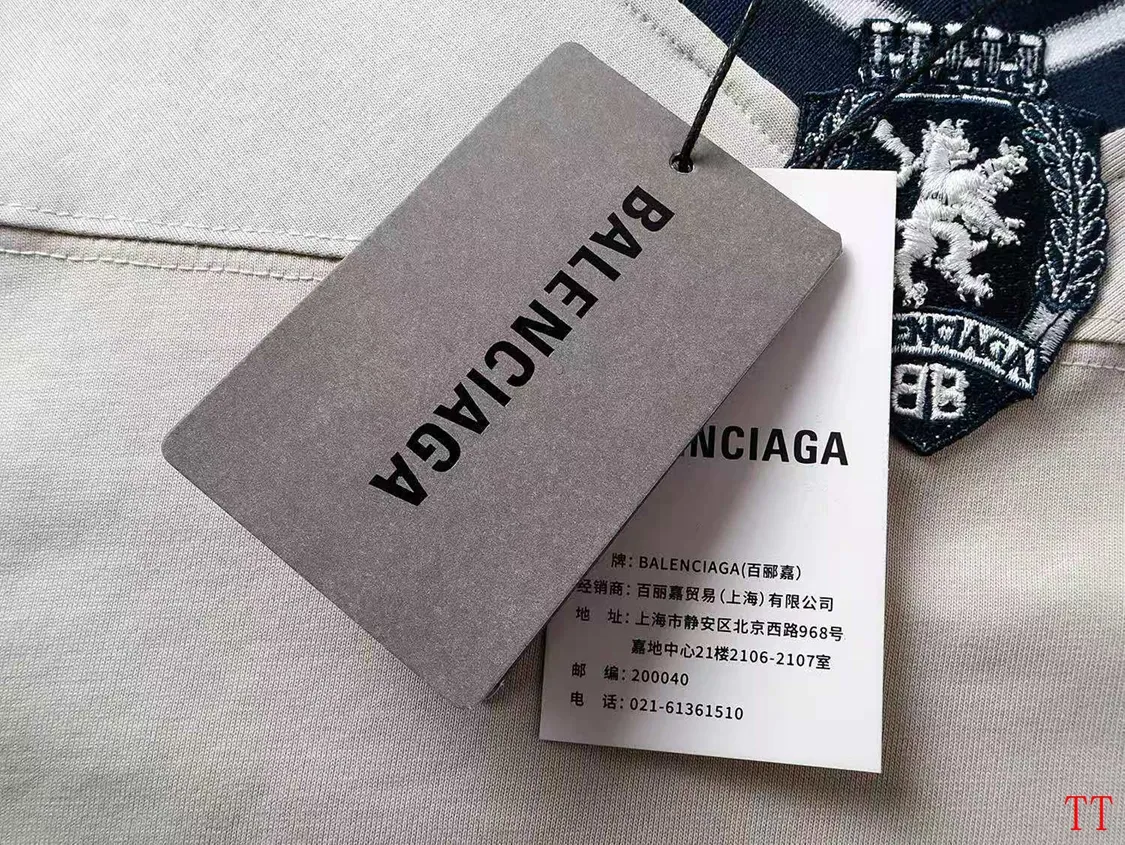 BALENCIAGA
ENCIAGA
BB
NCIAGA
牌：BALENCIAGA(百郦嘉）
经销商：百丽嘉贸易（上海）有限公司
地 址：上海市静安区北京西路968号
嘉地中心21楼2106-2107室
邮 编：200040
电 话：021-61361510
TT